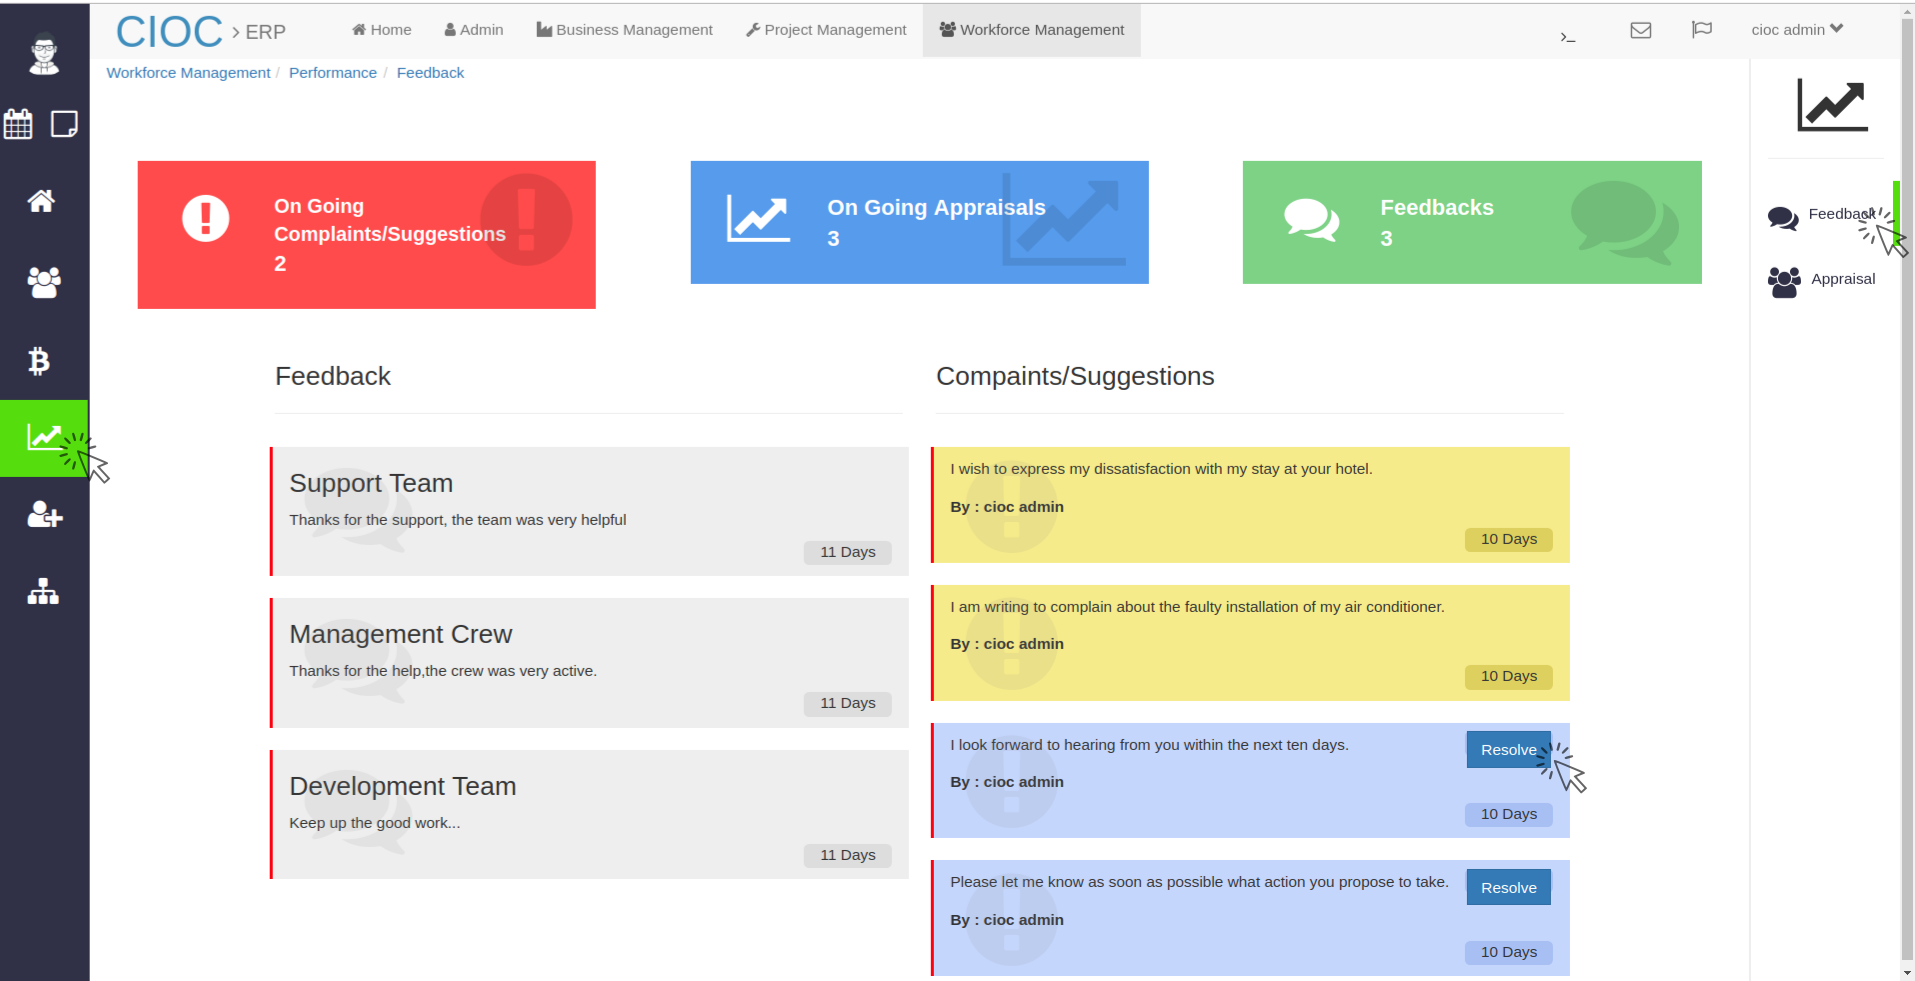 CIOC > ERP
Home
Admin
Business Management
Project Management
Workforce Management
cioc admin
Workforce Management / Performance / Feedback
On Going
Complaints/Suggestions
2
On Going Appraisals
3
Feedbacks
3
Feedback
Appraisal
Feedback
Support Team
Thanks for the support, the team was very helpful
11 Days
Management Crew
Thanks for the help,the crew was very active.
11 Days
Development Team
Keep up the good work...
11 Days
Compaints/Suggestions
I wish to express my dissatisfaction with my stay at your hotel.
By : cioc admin
10 Days
I am writing to complain about the faulty installation of my air conditioner.
By : cioc admin
10 Days
I look forward to hearing from you within the next ten days.
Resolve
By : cioc admin
10 Days
Please let me know as soon as possible what action you propose to take.
Resolve
By : cioc admin
10 Days